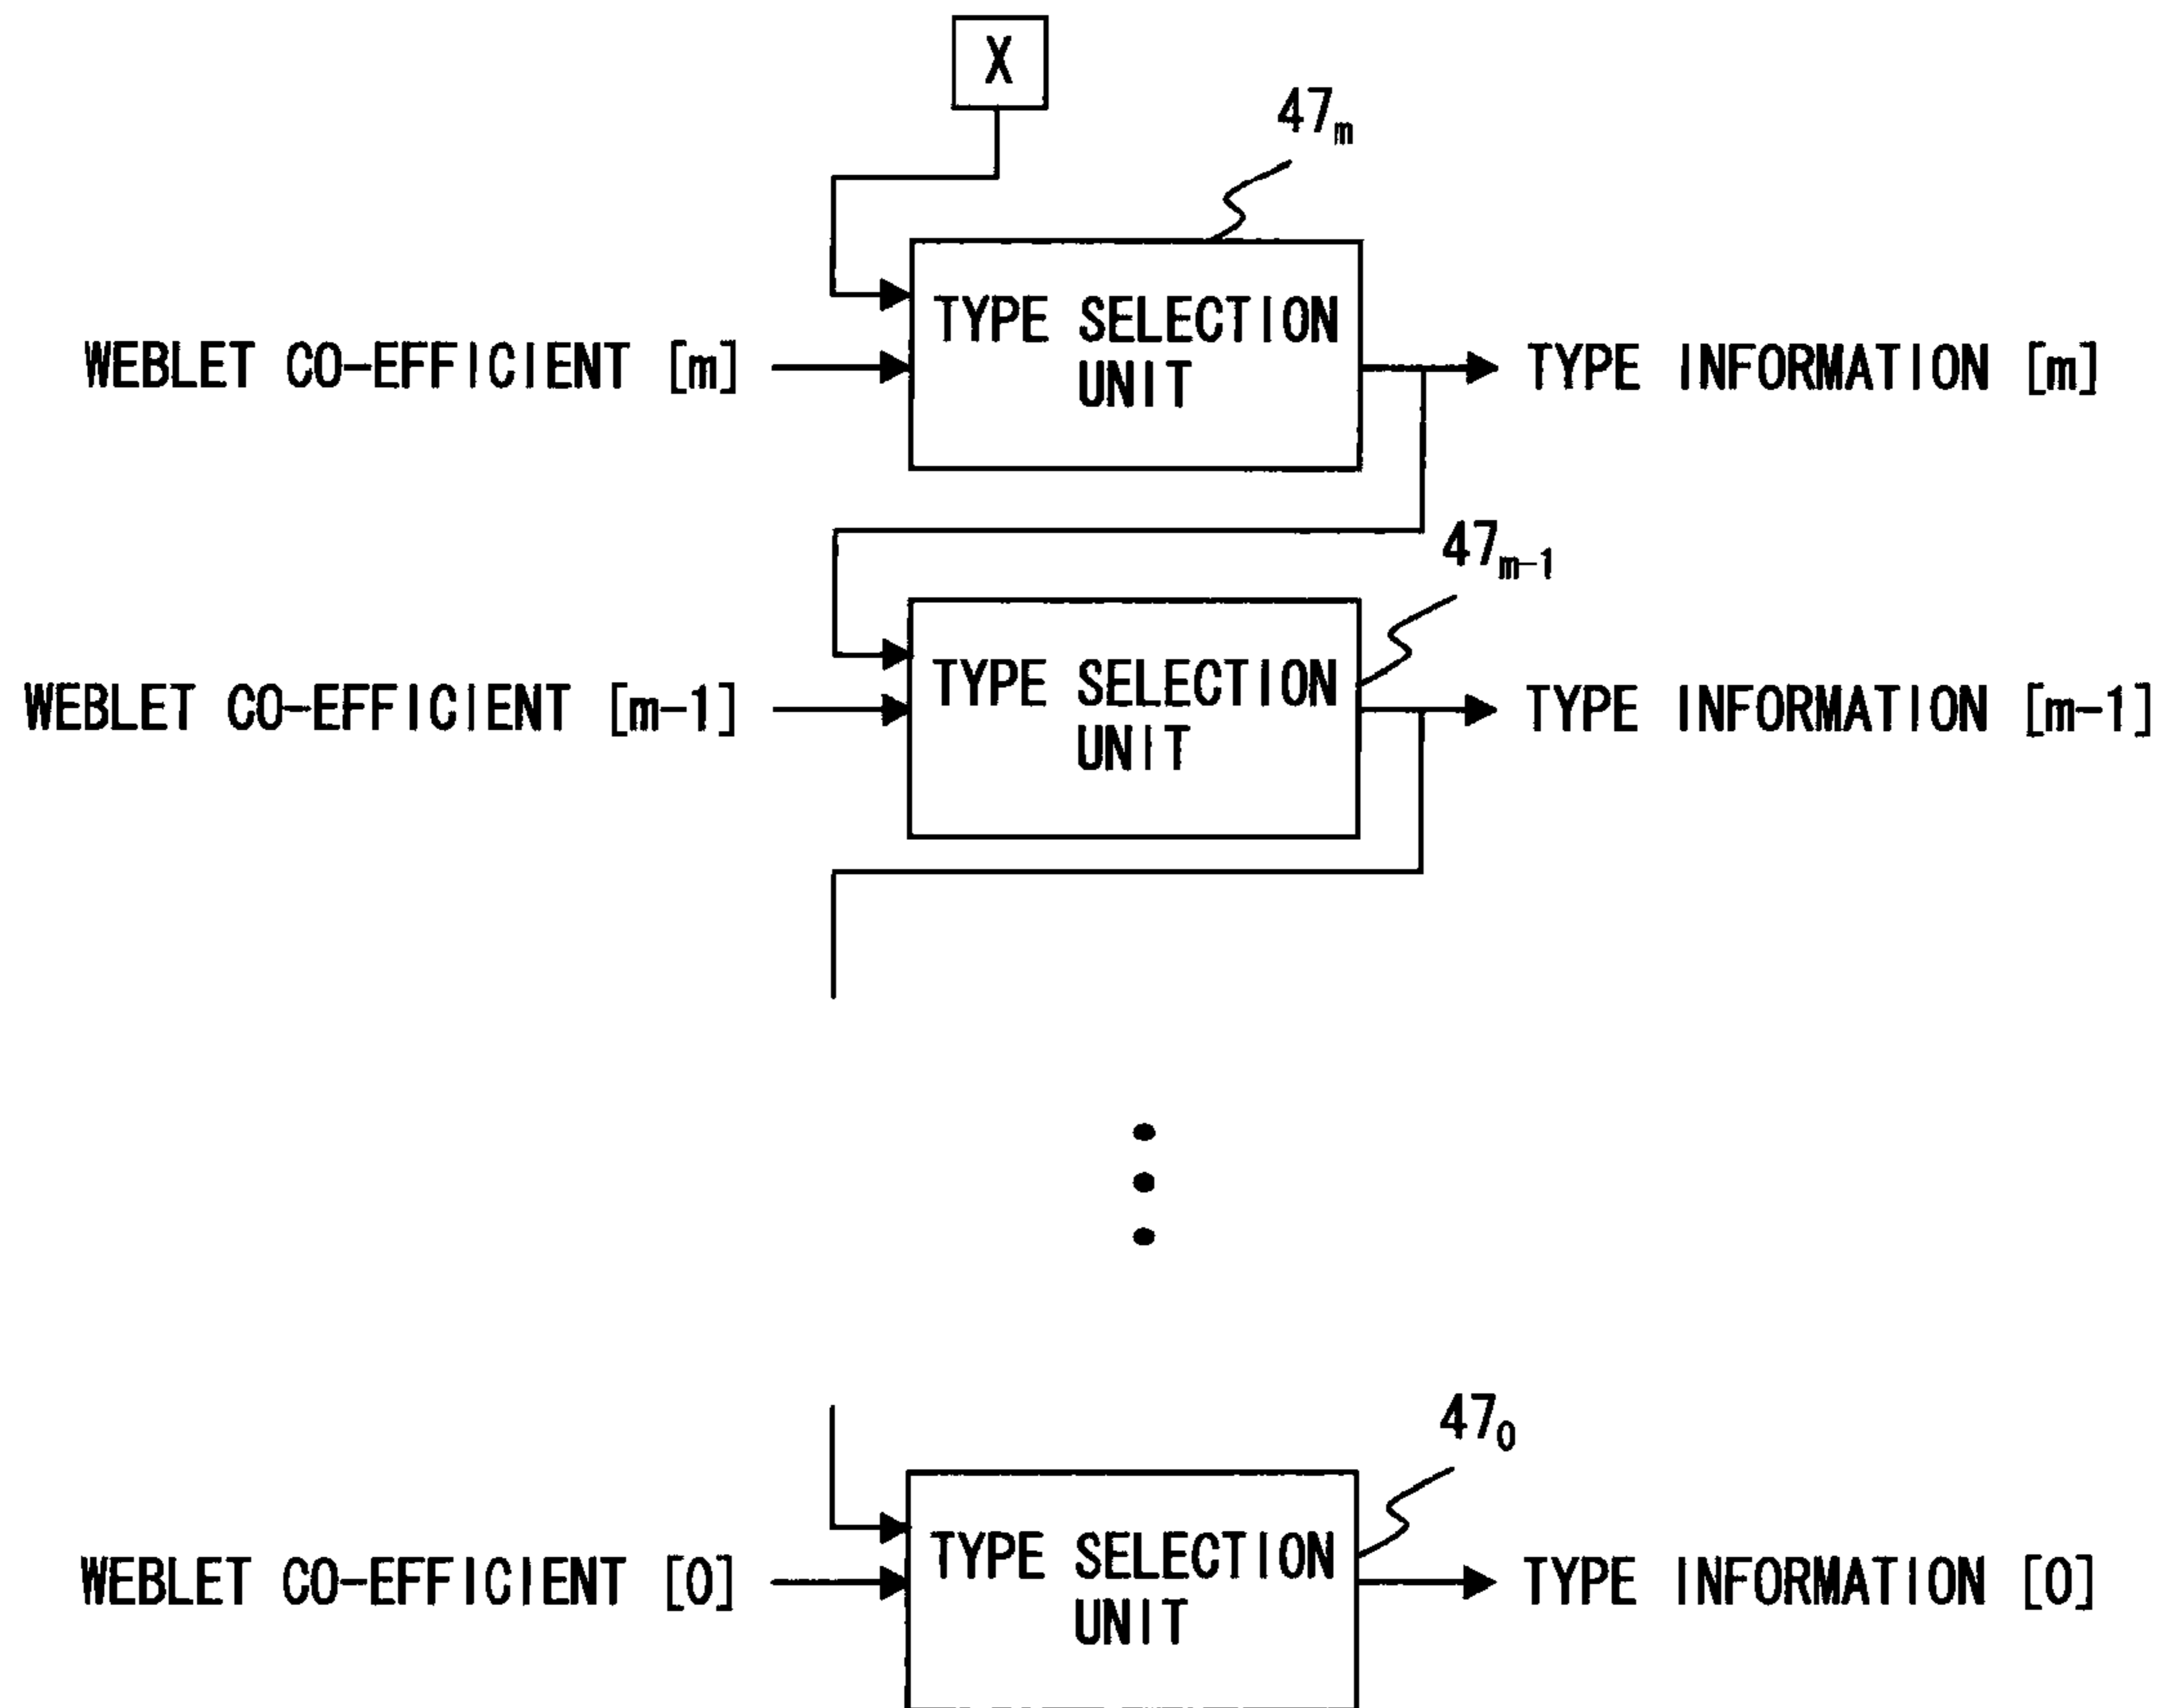 X
47m
WEBLET CO-EFFICIENT [m]
TYPE SELECTION
UNIT
TYPE INFORMATION [m]
47m-1
WEBLET CO-EFFICIENT [m-1]
TYPE SELECTION
UNIT
TYPE INFORMATION [m-1]
470
WEBLET CO-EFFICIENT [0]
TYPE SELECTION
UNIT
TYPE INFORMATION [0]